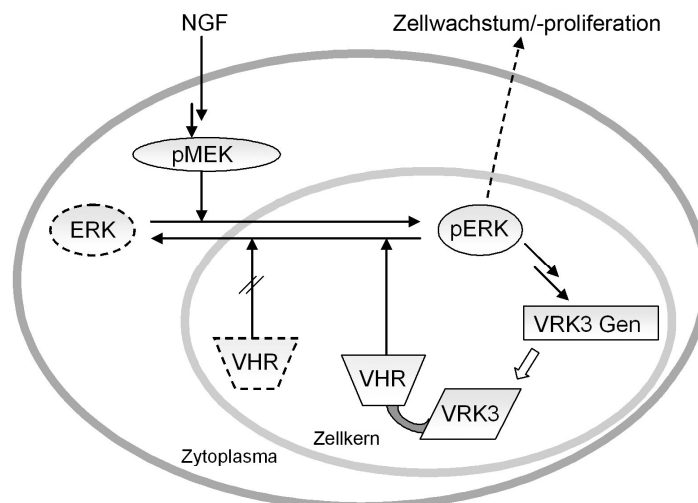 NGF
Zellwachstum/-proliferation
pMEK
ERK
pERK
VRK3 Gen
VHR
VHR
VRK3
Zellkern
Zytoplasma